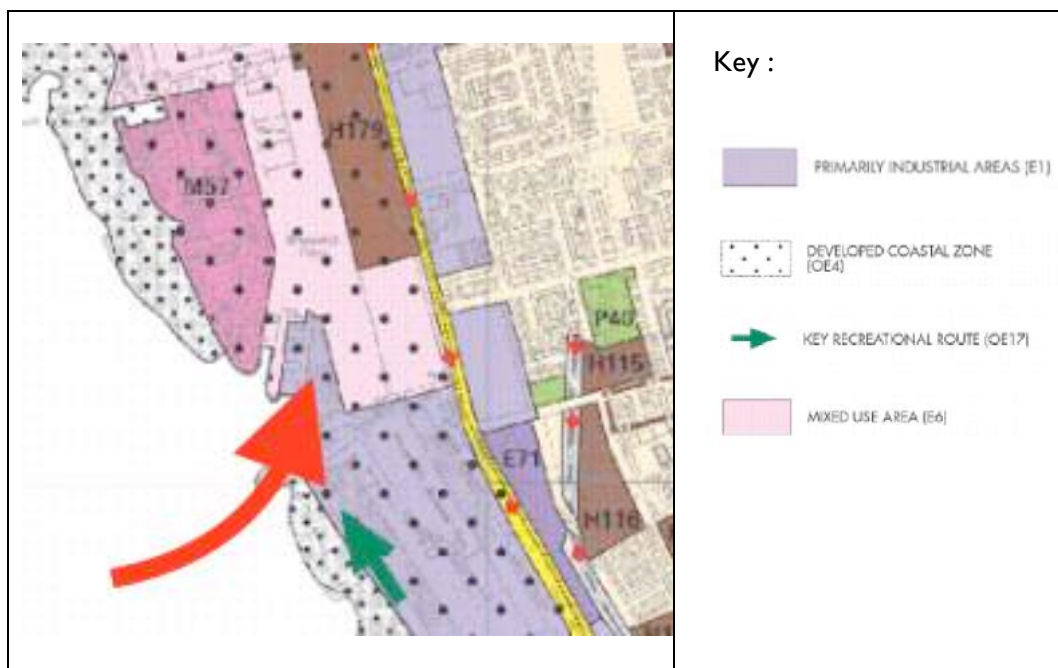 Key :
H179
M57
P40
H115
E71
H116
PRIMARILY INDUSTRIAL AREAS (E1)
DEVELOPED COASTAL ZONE
(OE4)
KEY RECREATIONAL ROUTE (OE17)
MIXED USE AREA (E6)